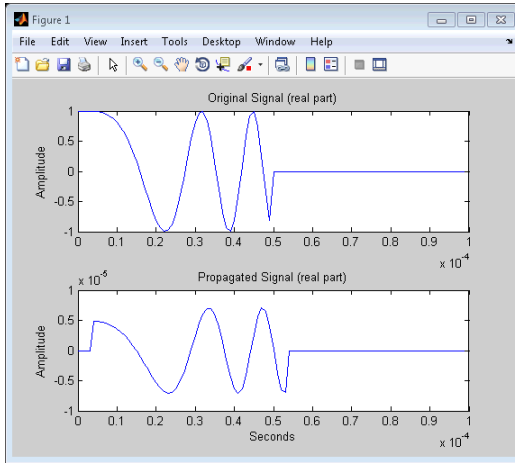 Figure 1
File Edit View Insert Tools Desktop Window Help
Original Signal (real part)
1
0.5
0
-0.5
-1
Amplitude
0 0.1 0.2 0.3 0.4 0.5 0.6 0.7 0.8 0.9 1
x 10^-4
x 10^-5
Propagated Signal (real part)
1
0.5
0
-0.5
-1
Amplitude
0 0.1 0.2 0.3 0.4 0.5 0.6 0.7 0.8 0.9 1
Seconds
x 10^-4